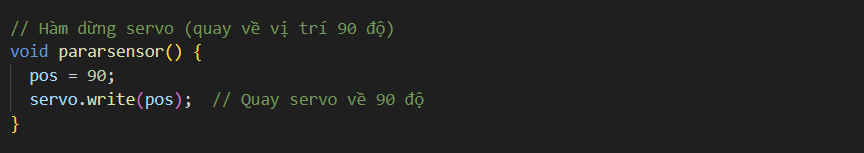 // Hàm dừng servo (quay về vị trí 90 độ)
void pararsensor() {
  pos = 90;
  servo.write(pos);  // Quay servo về 90 độ
}